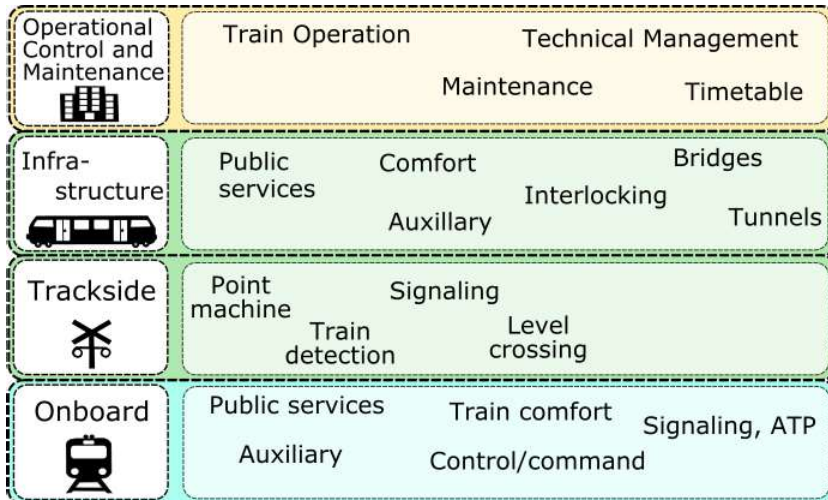 Operational
Control and
Maintenance
Train Operation
Technical Management
Maintenance
Timetable
Infra-
structure
Public
services
Comfort
Bridges
Interlocking
Auxillary
Tunnels
Trackside
Point
machine
Signaling
Train
detection
Level
crossing
Onboard
Public services
Train comfort
Signaling, ATP
Auxiliary
Control/command